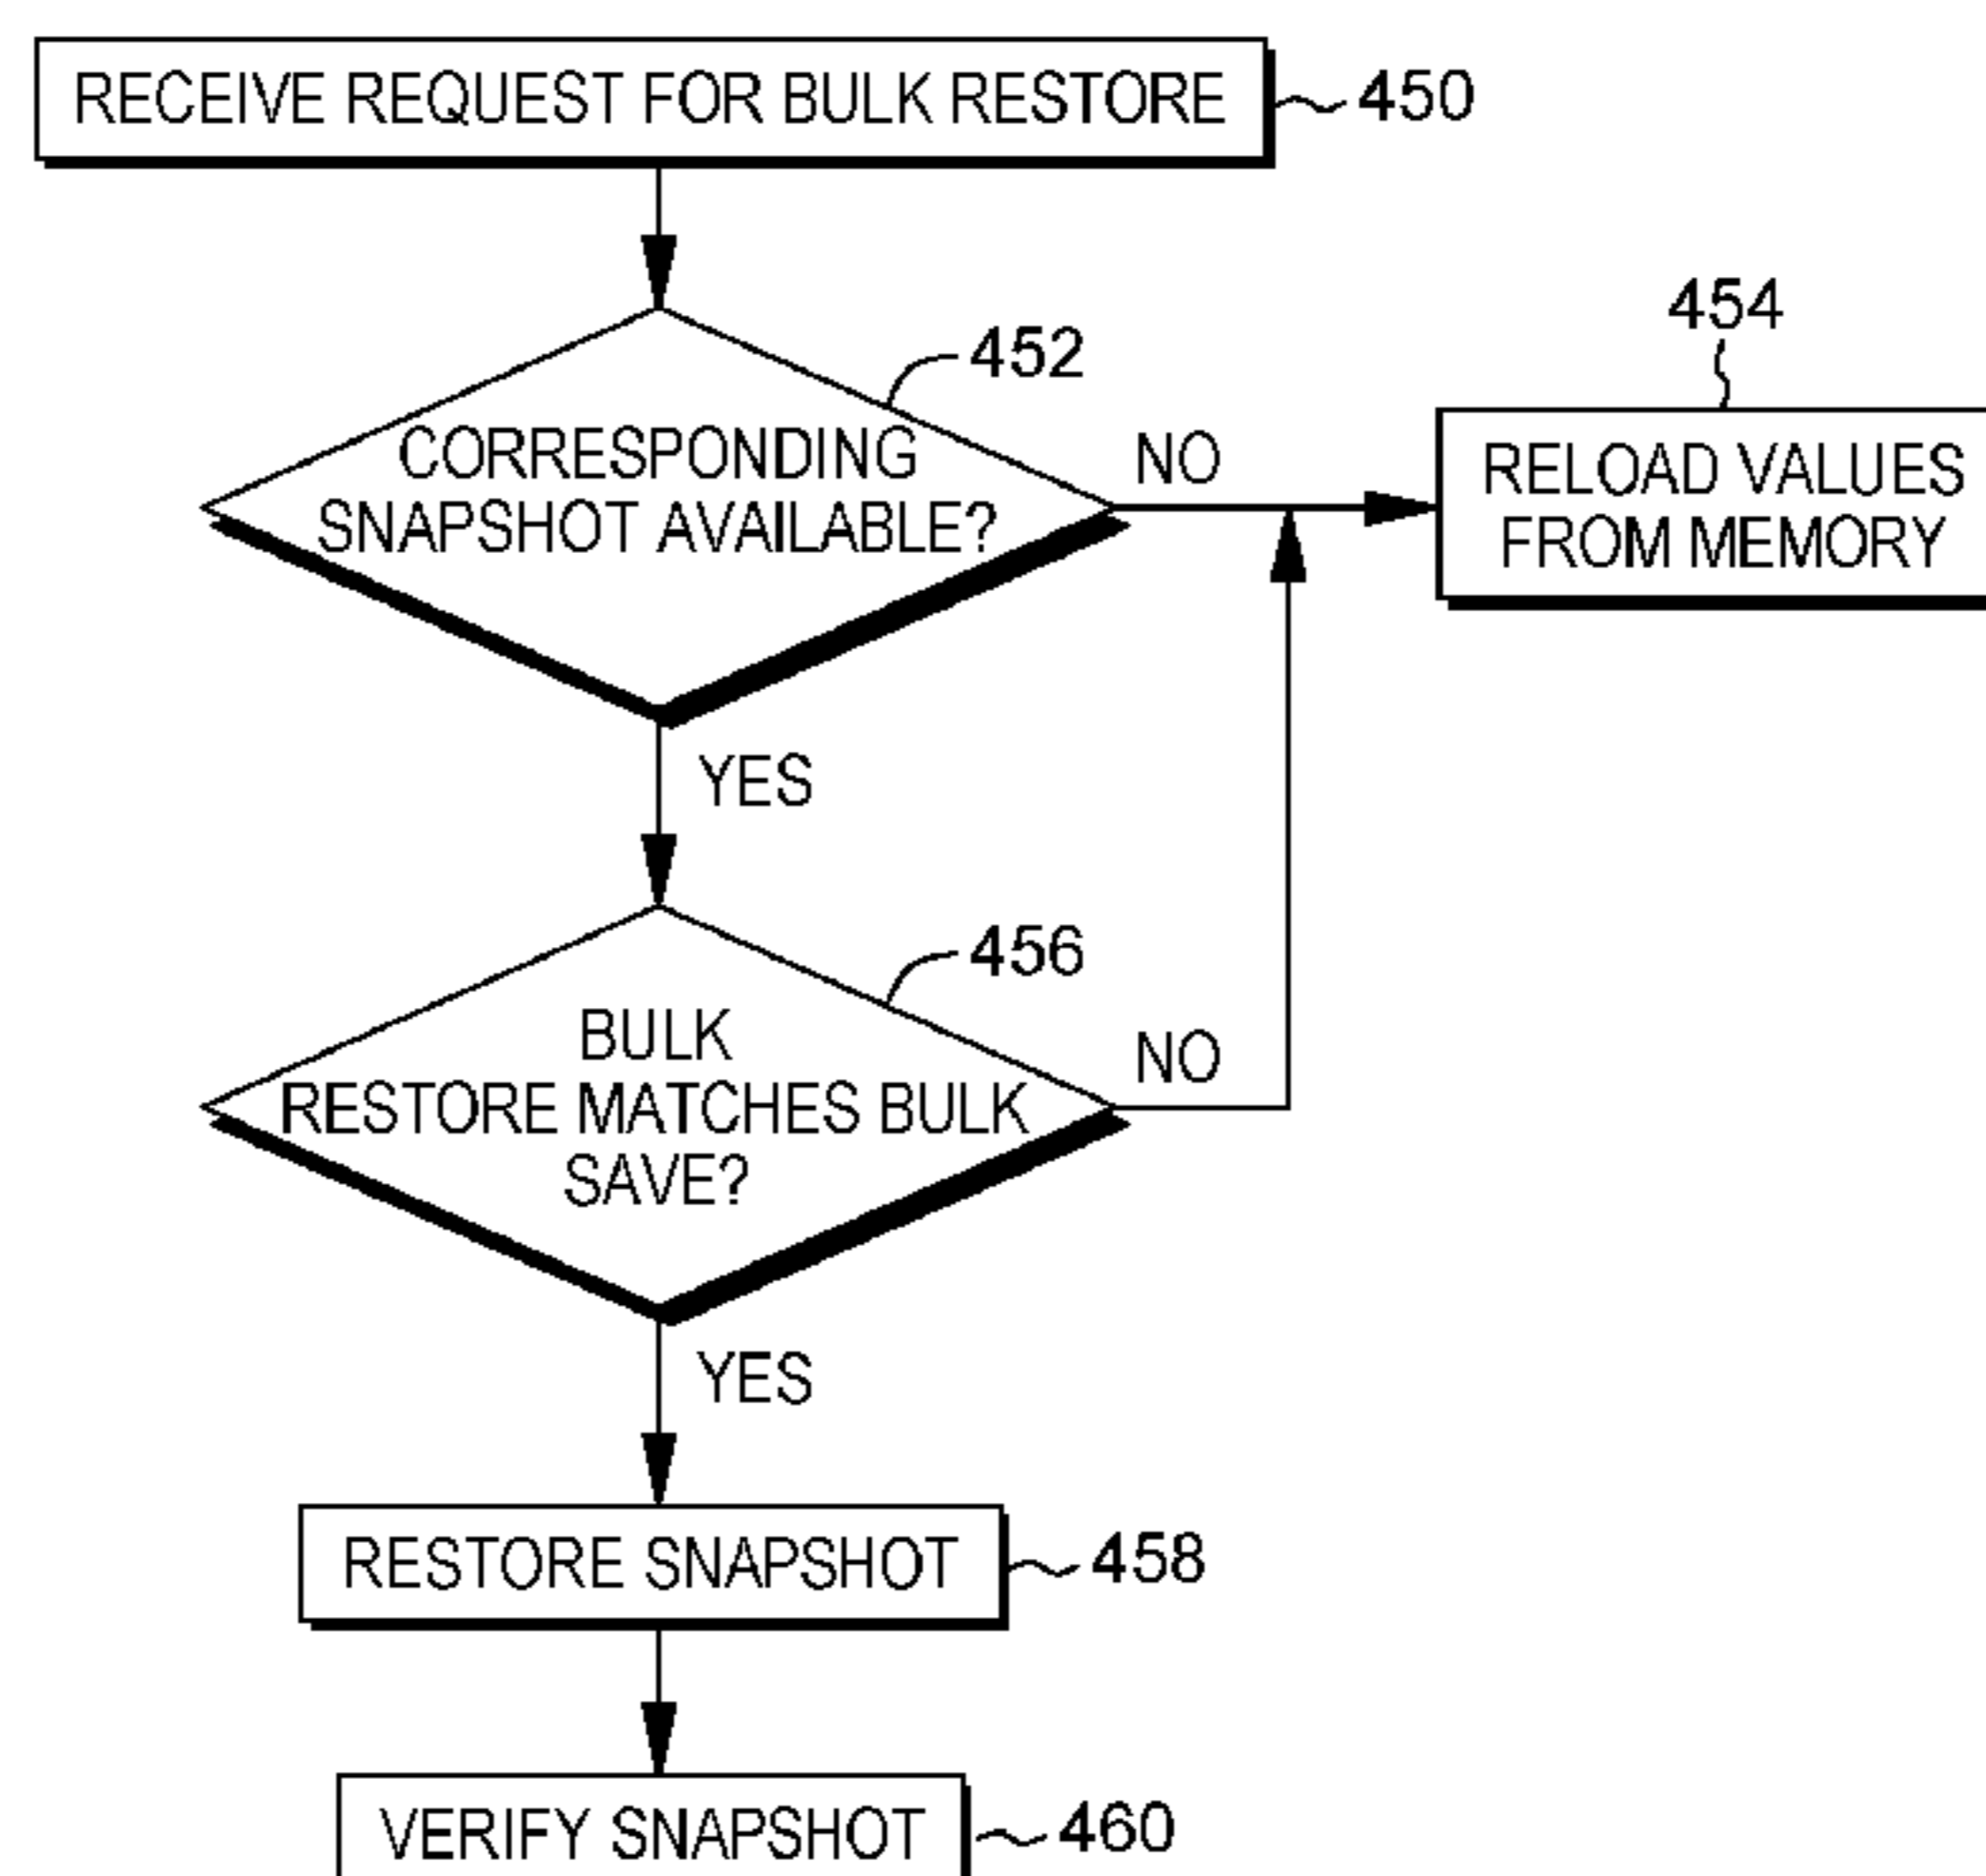 RECEIVE REQUEST FOR BULK RESTORE
450
452
CORRESPONDING
SNAPSHOT AVAILABLE?
NO
454
RELOAD VALUES
FROM MEMORY
YES
456
BULK
RESTORE MATCHES BULK
SAVE?
NO
YES
RESTORE SNAPSHOT
458
VERIFY SNAPSHOT
460